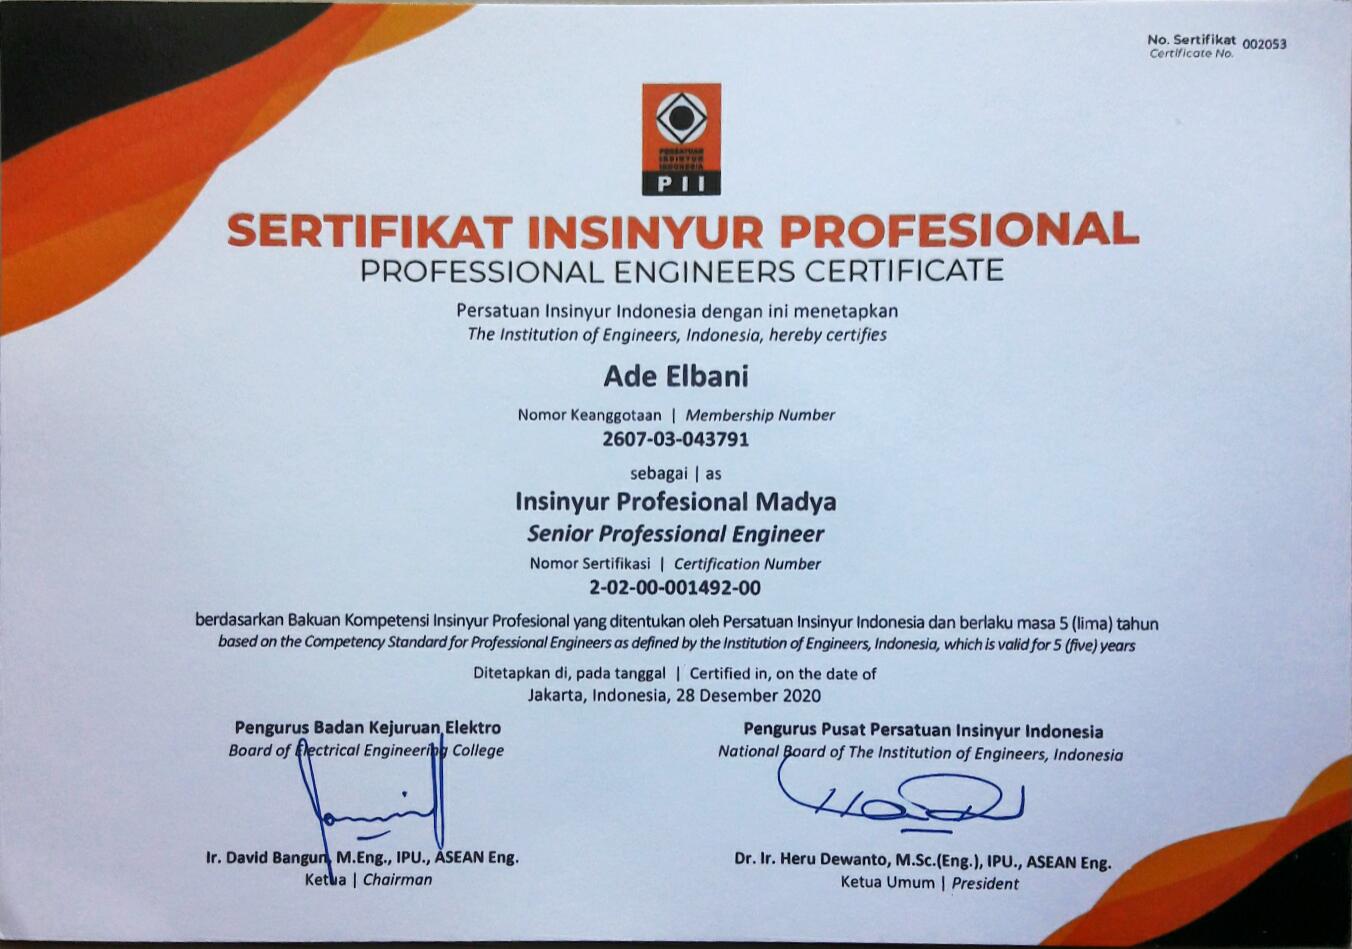 No. Sertifikat 002053
Certificate No.
PERSATUAN
INSINYUR
INDONESIA
PII
SERTIFIKAT INSINYUR PROFESIONAL
PROFESSIONAL ENGINEERS CERTIFICATE
Persatuan Insinyur Indonesia dengan ini menetapkan
The Institution of Engineers, Indonesia, hereby certifies
Ade Elbani
Nomor Keanggotaan | Membership Number
2607-03-043791
sebagai | as
Insinyur Profesional Madya
Senior Professional Engineer
Nomor Sertifikasi | Certification Number
2-02-00-001492-00
berdasarkan Bakuan Kompetensi Insinyur Profesional yang ditentukan oleh Persatuan Insinyur Indonesia dan berlaku masa 5 (lima) tahun
based on the Competency Standard for Professional Engineers as defined by the Institution of Engineers, Indonesia, which is valid for 5 (five) years
Ditetapkan di, pada tanggal | Certified in, on the date of
Jakarta, Indonesia, 28 Desember 2020
Pengurus Badan Kejuruan Elektro
Board of Electrical Engineering College
Ir. David Bangun, M.Eng., IPU., ASEAN Eng.
Ketua | Chairman
Pengurus Pusat Persatuan Insinyur Indonesia
National Board of The Institution of Engineers, Indonesia
Dr. Ir. Heru Dewanto, M.Sc.(Eng.), IPU., ASEAN Eng.
Ketua Umum | President